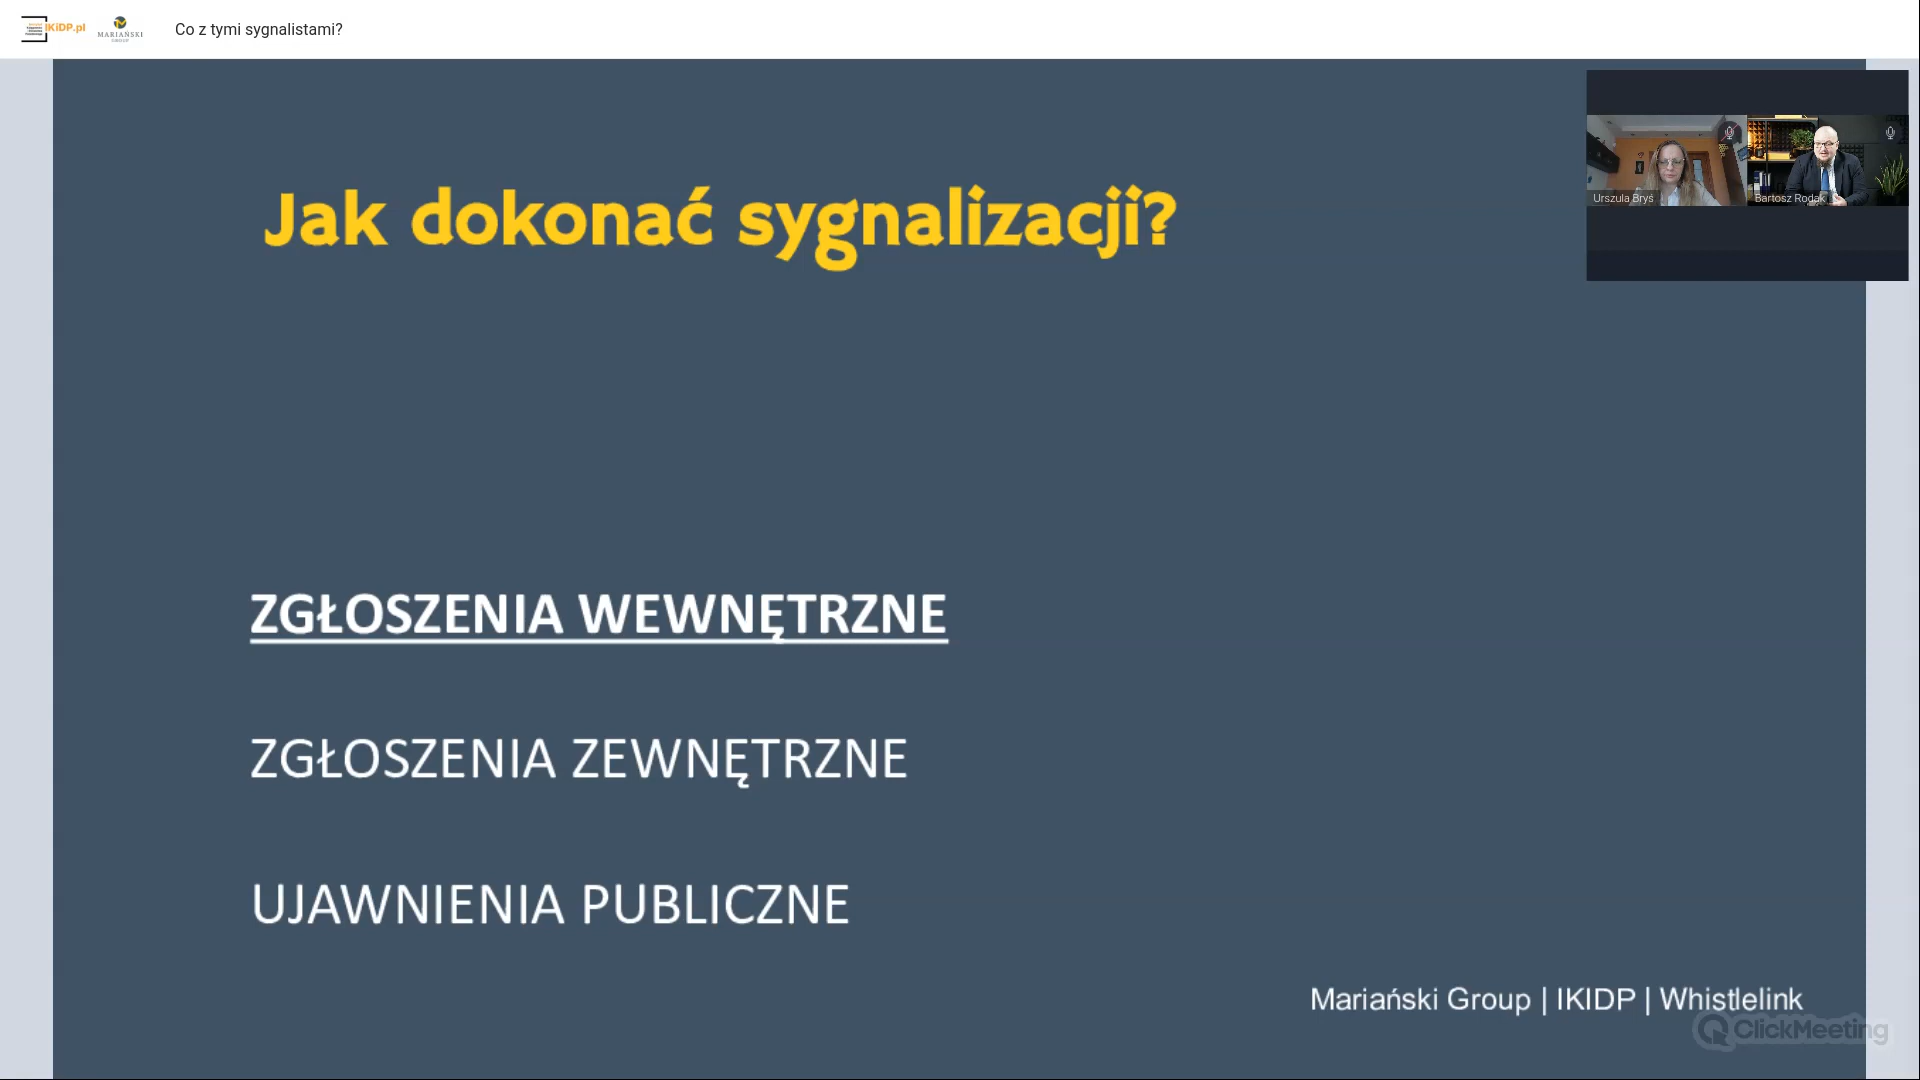 IKiDP.pl
MARIAŃSKI
GROUP
Co z tymi sygnalistami?
Urszula Bryś
Bartosz Rodak
Jak dokonać sygnalizacji?
ZGŁOSZENIA WEWNĘTRZNE
ZGŁOSZENIA ZEWNĘTRZNE
UJAWNIENIA PUBLICZNE
Mariański Group | IKIDP | Whistlelink
ClickMeeting